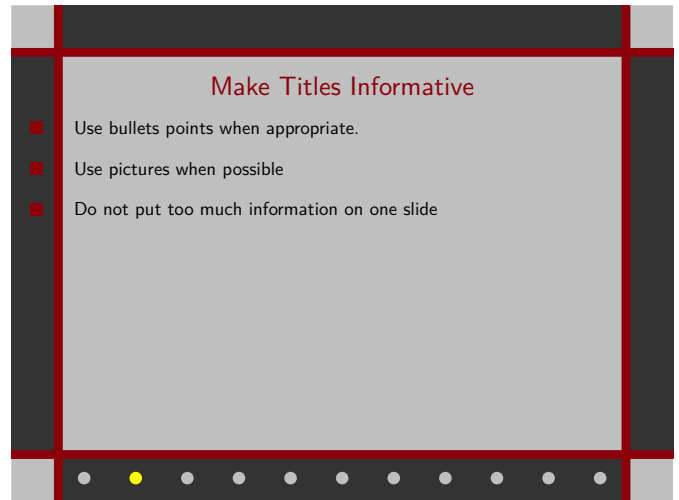 Make Titles Informative
Use bullets points when appropriate.
Use pictures when possible
Do not put too much information on one slide